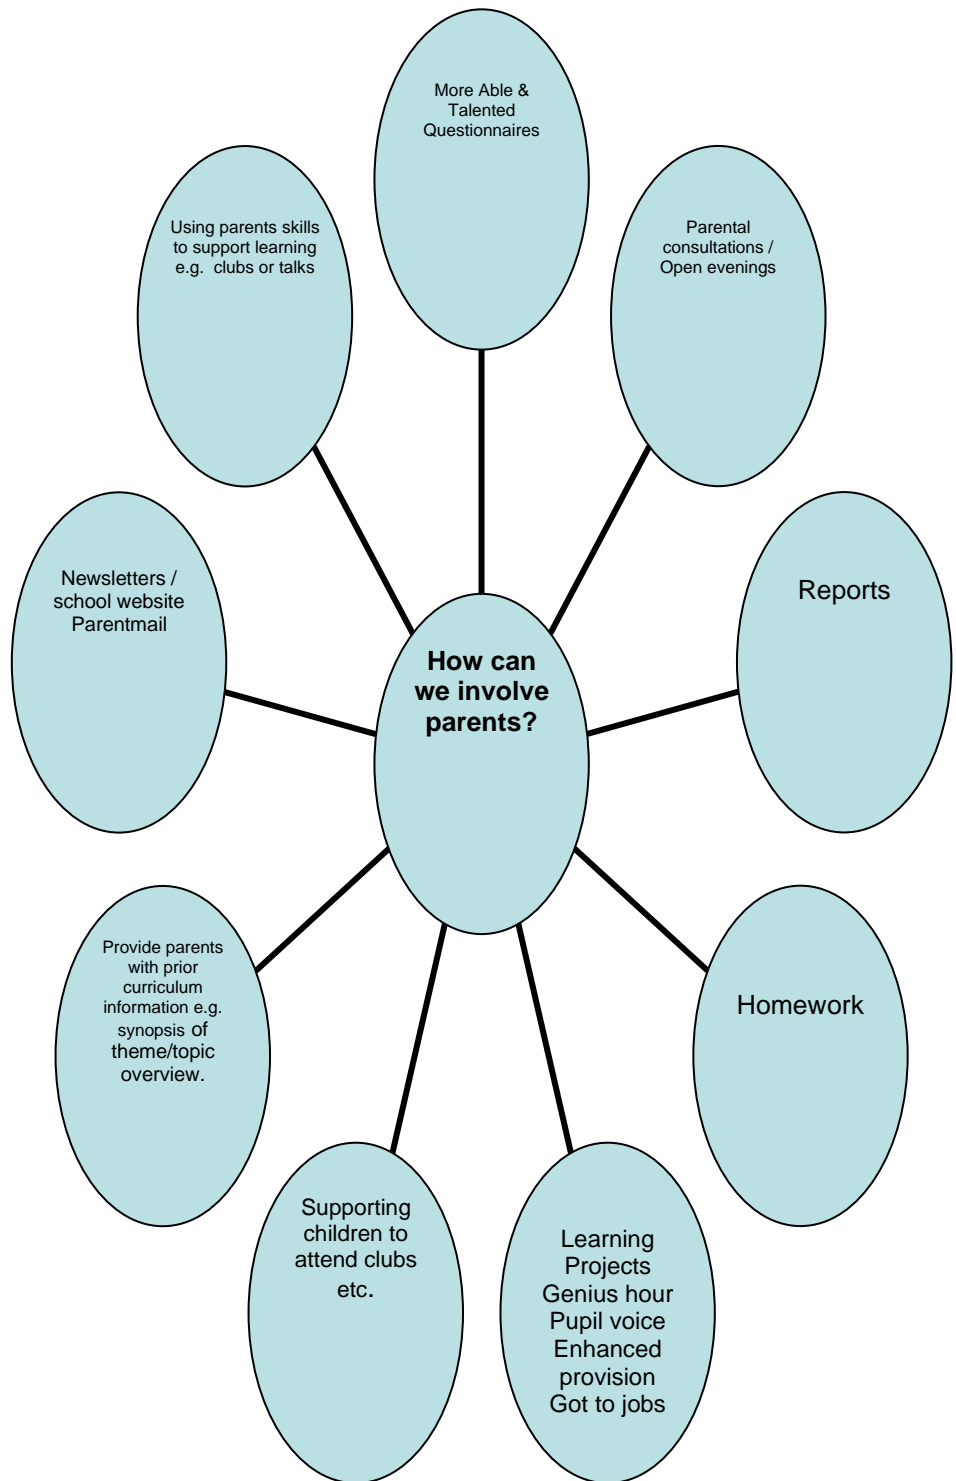 More Able &
Talented
Questionnaires
Using parents skills
to support learning
e.g. clubs or talks
Parental
consultations /
Open evenings
Newsletters /
school website
Parentmail
Reports
How can
we involve
parents?
Provide parents
with prior
curriculum
information e.g.
synopsis of
theme/topic
overview.
Homework
Supporting
children to
attend clubs
etc.
Learning
Projects
Genius hour
Pupil voice
Enhanced
provision
Got to jobs